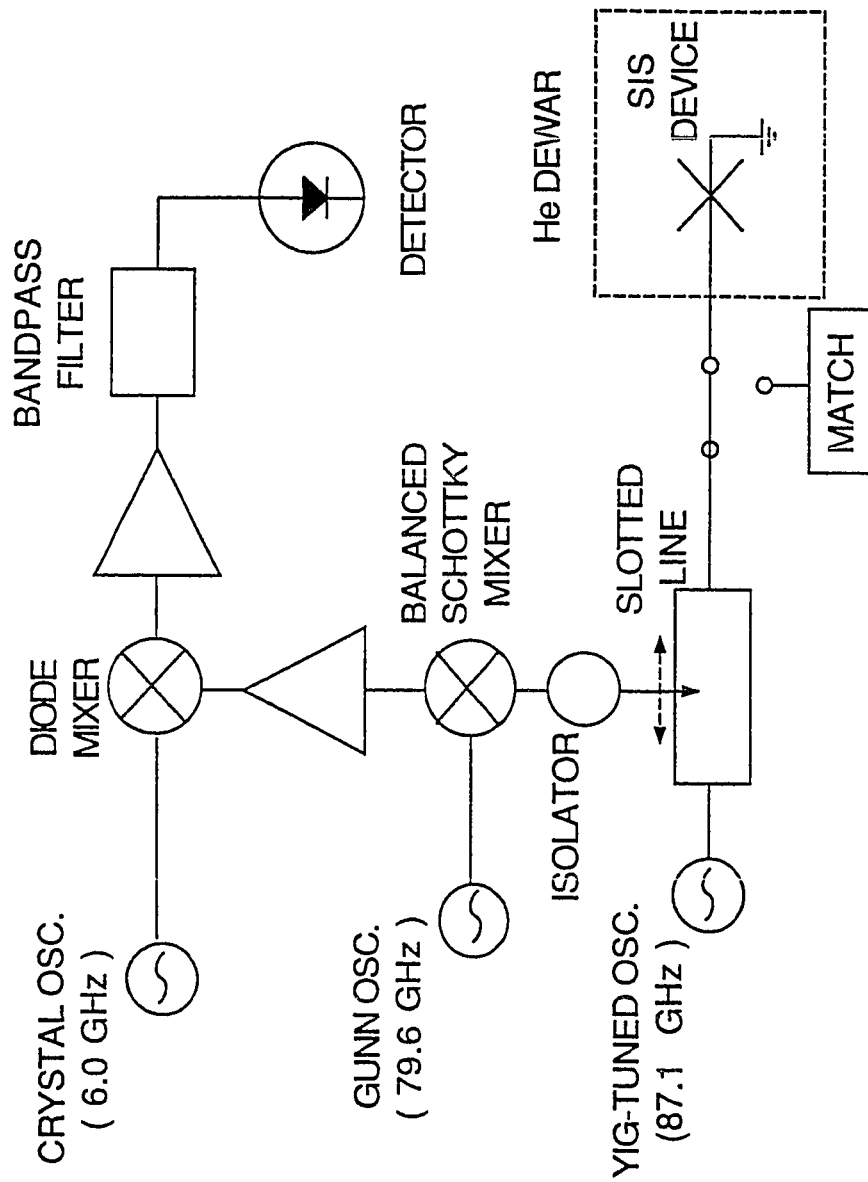 CRYSTAL OSC.
( 6.0 GHz )
DIODE
MIXER
BANDPASS
FILTER
DETECTOR
GUNN OSC.
( 79.6 GHz )
BALANCED
SCHOTTKY
MIXER
ISOLATOR
YIG-TUNED OSC.
(87.1 GHz )
SLOTTED
LINE
MATCH
He DEWAR
SIS
DEVICE